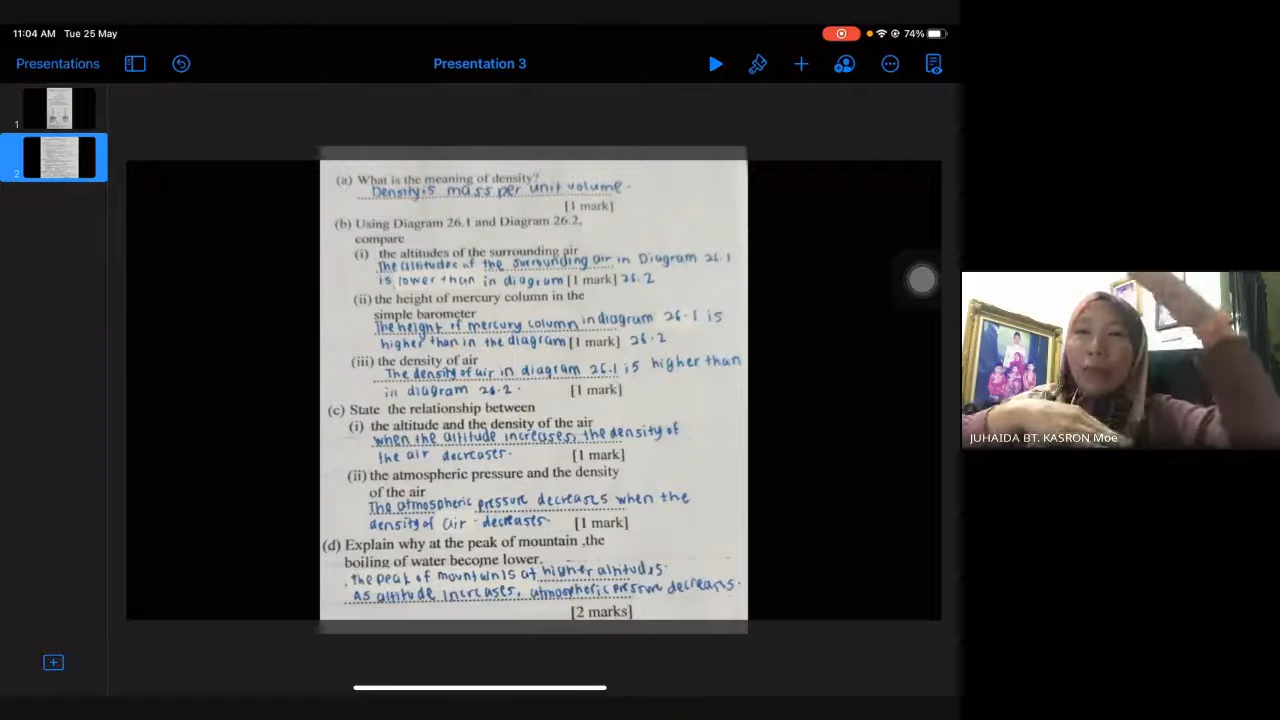 11:04 AM Tue 25 May
74%
Presentations
Presentation 3
1
2
(a) What is the meaning of density?
Density is mass per unit volume.
[1 mark]
(b) Using Diagram 26.1 and Diagram 26.2,
compare
(i) the altitudes of the surrounding air
The altitudes of the surrounding air in Diagram 26.1
is lower than in diagram [1 mark] 26.2
(ii) the height of mercury column in the
simple barometer
The height of mercury column in diagram 26.1 is
higher than in the diagram [1 mark] 26.2
(iii) the density of air
The density of air in diagram 26.1 is higher than
in diagram 26.2. [1 mark]
(c) State the relationship between
(i) the altitude and the density of the air
when the altitude increases, the density of
the air decreases. [1 mark]
(ii) the atmospheric pressure and the density
of the air
The atmospheric pressure decreases when the
density of air decreases. [1 mark]
(d) Explain why at the peak of mountain ,the
boiling of water become lower.
The peak of mountain is at higher altitudes.
As altitude increases, atmospheric pressure decreases.
[2 marks]
JUHAIDA BT. KASRON Moe